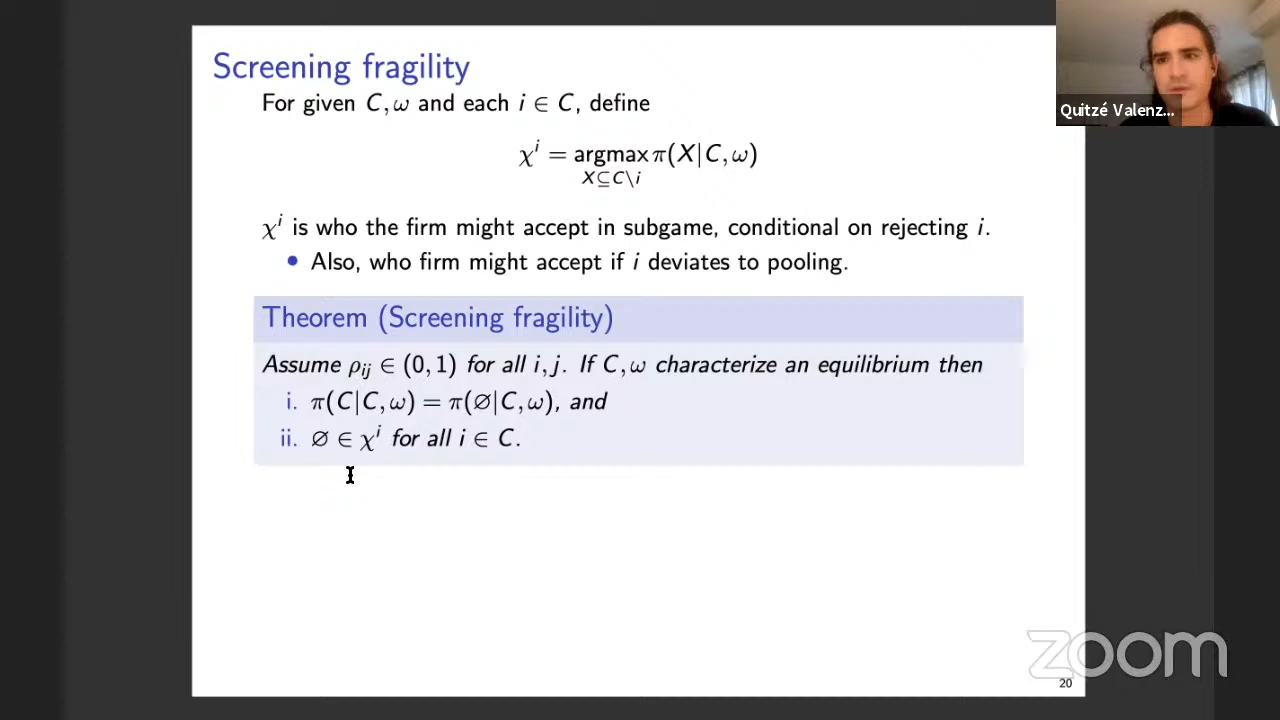 Screening fragility
For given C, ω and each i ∈ C, define
χ^i = argmax π(X|C, ω)
X⊆C\i
χ^i is who the firm might accept in subgame, conditional on rejecting i.
• Also, who firm might accept if i deviates to pooling.
Theorem (Screening fragility)
Assume ρ_ij ∈ (0, 1) for all i, j. If C, ω characterize an equilibrium then
i. π(C|C, ω) = π(∅|C, ω), and
ii. ∅ ∈ χ^i for all i ∈ C.
20
Quitzé Valenz...
zoom